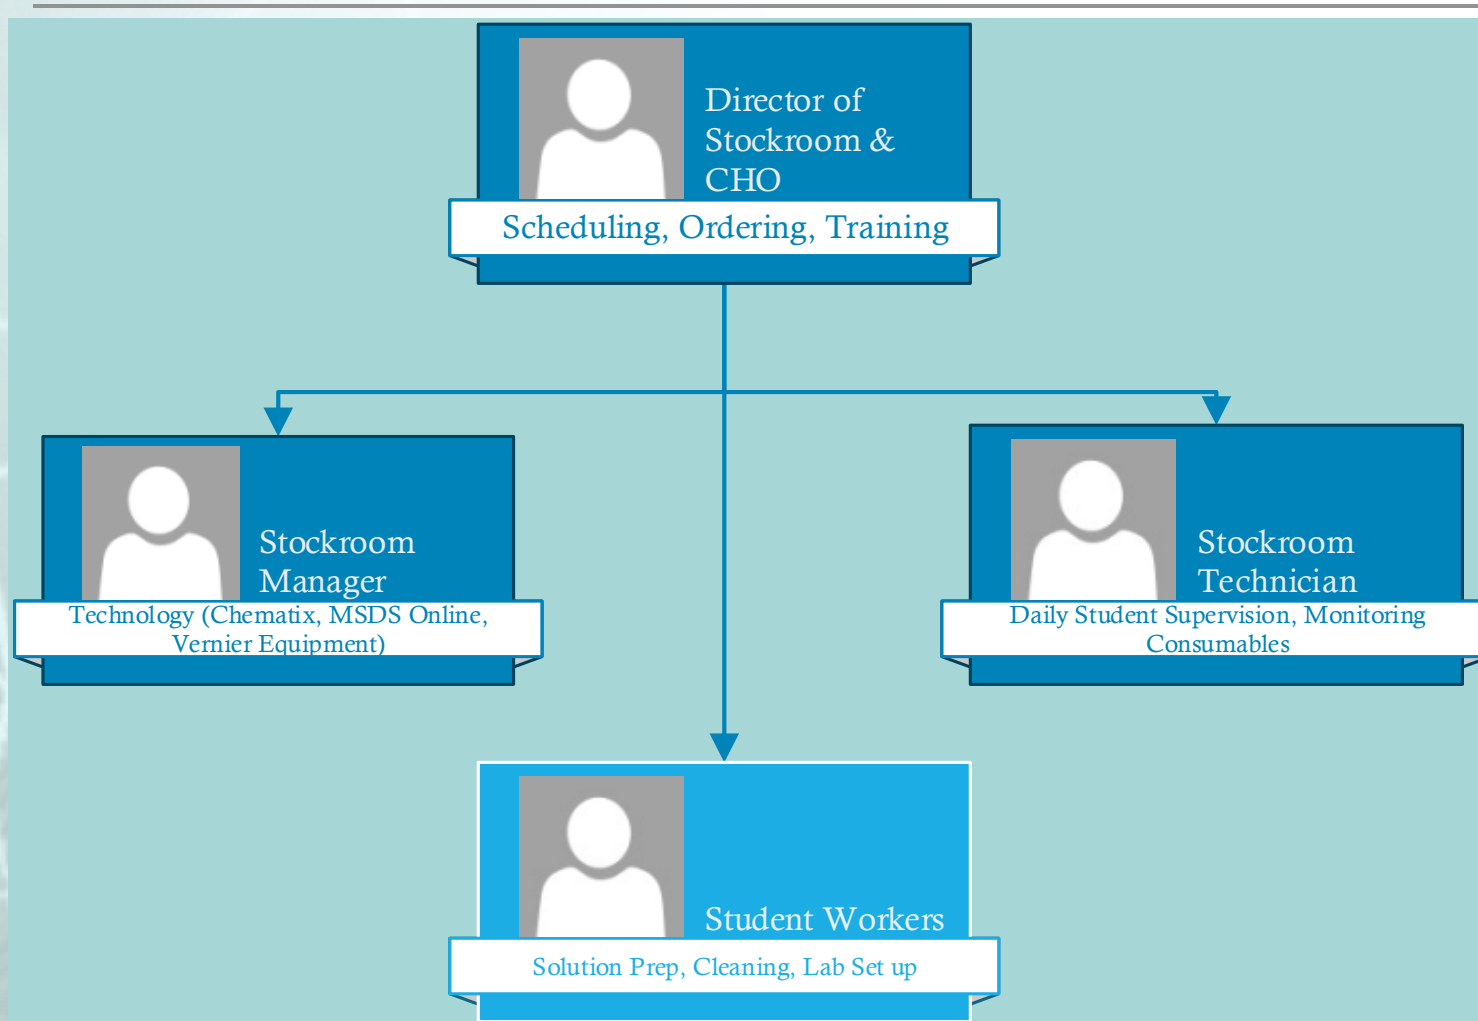 Director of
Stockroom &
CHO
Scheduling, Ordering, Training
Stockroom
Manager
Technology (Chematix, MSDS Online,
Vernier Equipment)
Stockroom
Technician
Daily Student Supervision, Monitoring
Consumables
Student Workers
Solution Prep, Cleaning, Lab Set up